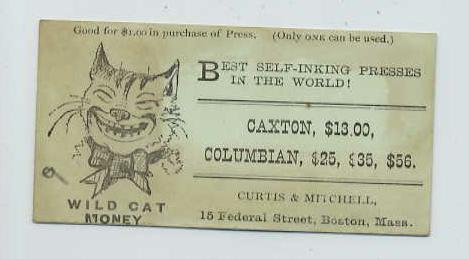 Good for $1.00 in purchase of Press. (Only ONE can be used.)
BEST SELF-INKING PRESSES
IN THE WORLD!
CAXTON, $13.00,
COLUMBIAN, $25, $35, $56.
CURTIS & MITCHELL,
15 Federal Street, Boston, Mass.
WILD CAT
MONEY